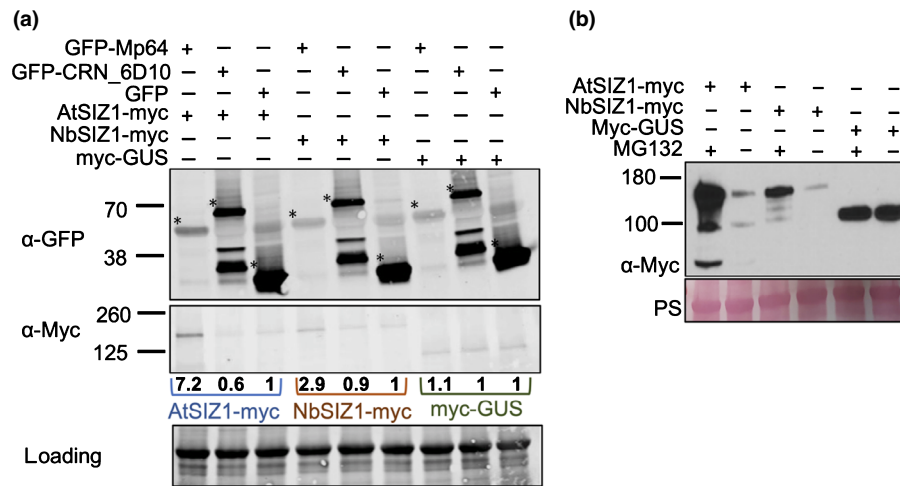 (a)
GFP-Mp64 + – – + – – + – –
GFP-CRN_6D10 – + – – + – – + –
GFP – – + – – + – – +
AtSIZ1-myc + + + – – – – – –
NbSIZ1-myc – – – + + + – – –
myc-GUS – – – – – – + + +
* * * * * * * * *
70
38
α-GFP
260
125
α-Myc
7.2 0.6 1 2.9 0.9 1 1.1 1 1
AtSIZ1-myc NbSIZ1-myc myc-GUS
Loading
(b)
AtSIZ1-myc + + – – – –
NbSIZ1-myc – – + + – –
Myc-GUS – – – – + +
MG132 + – + – + –
180
100
α-Myc
PS